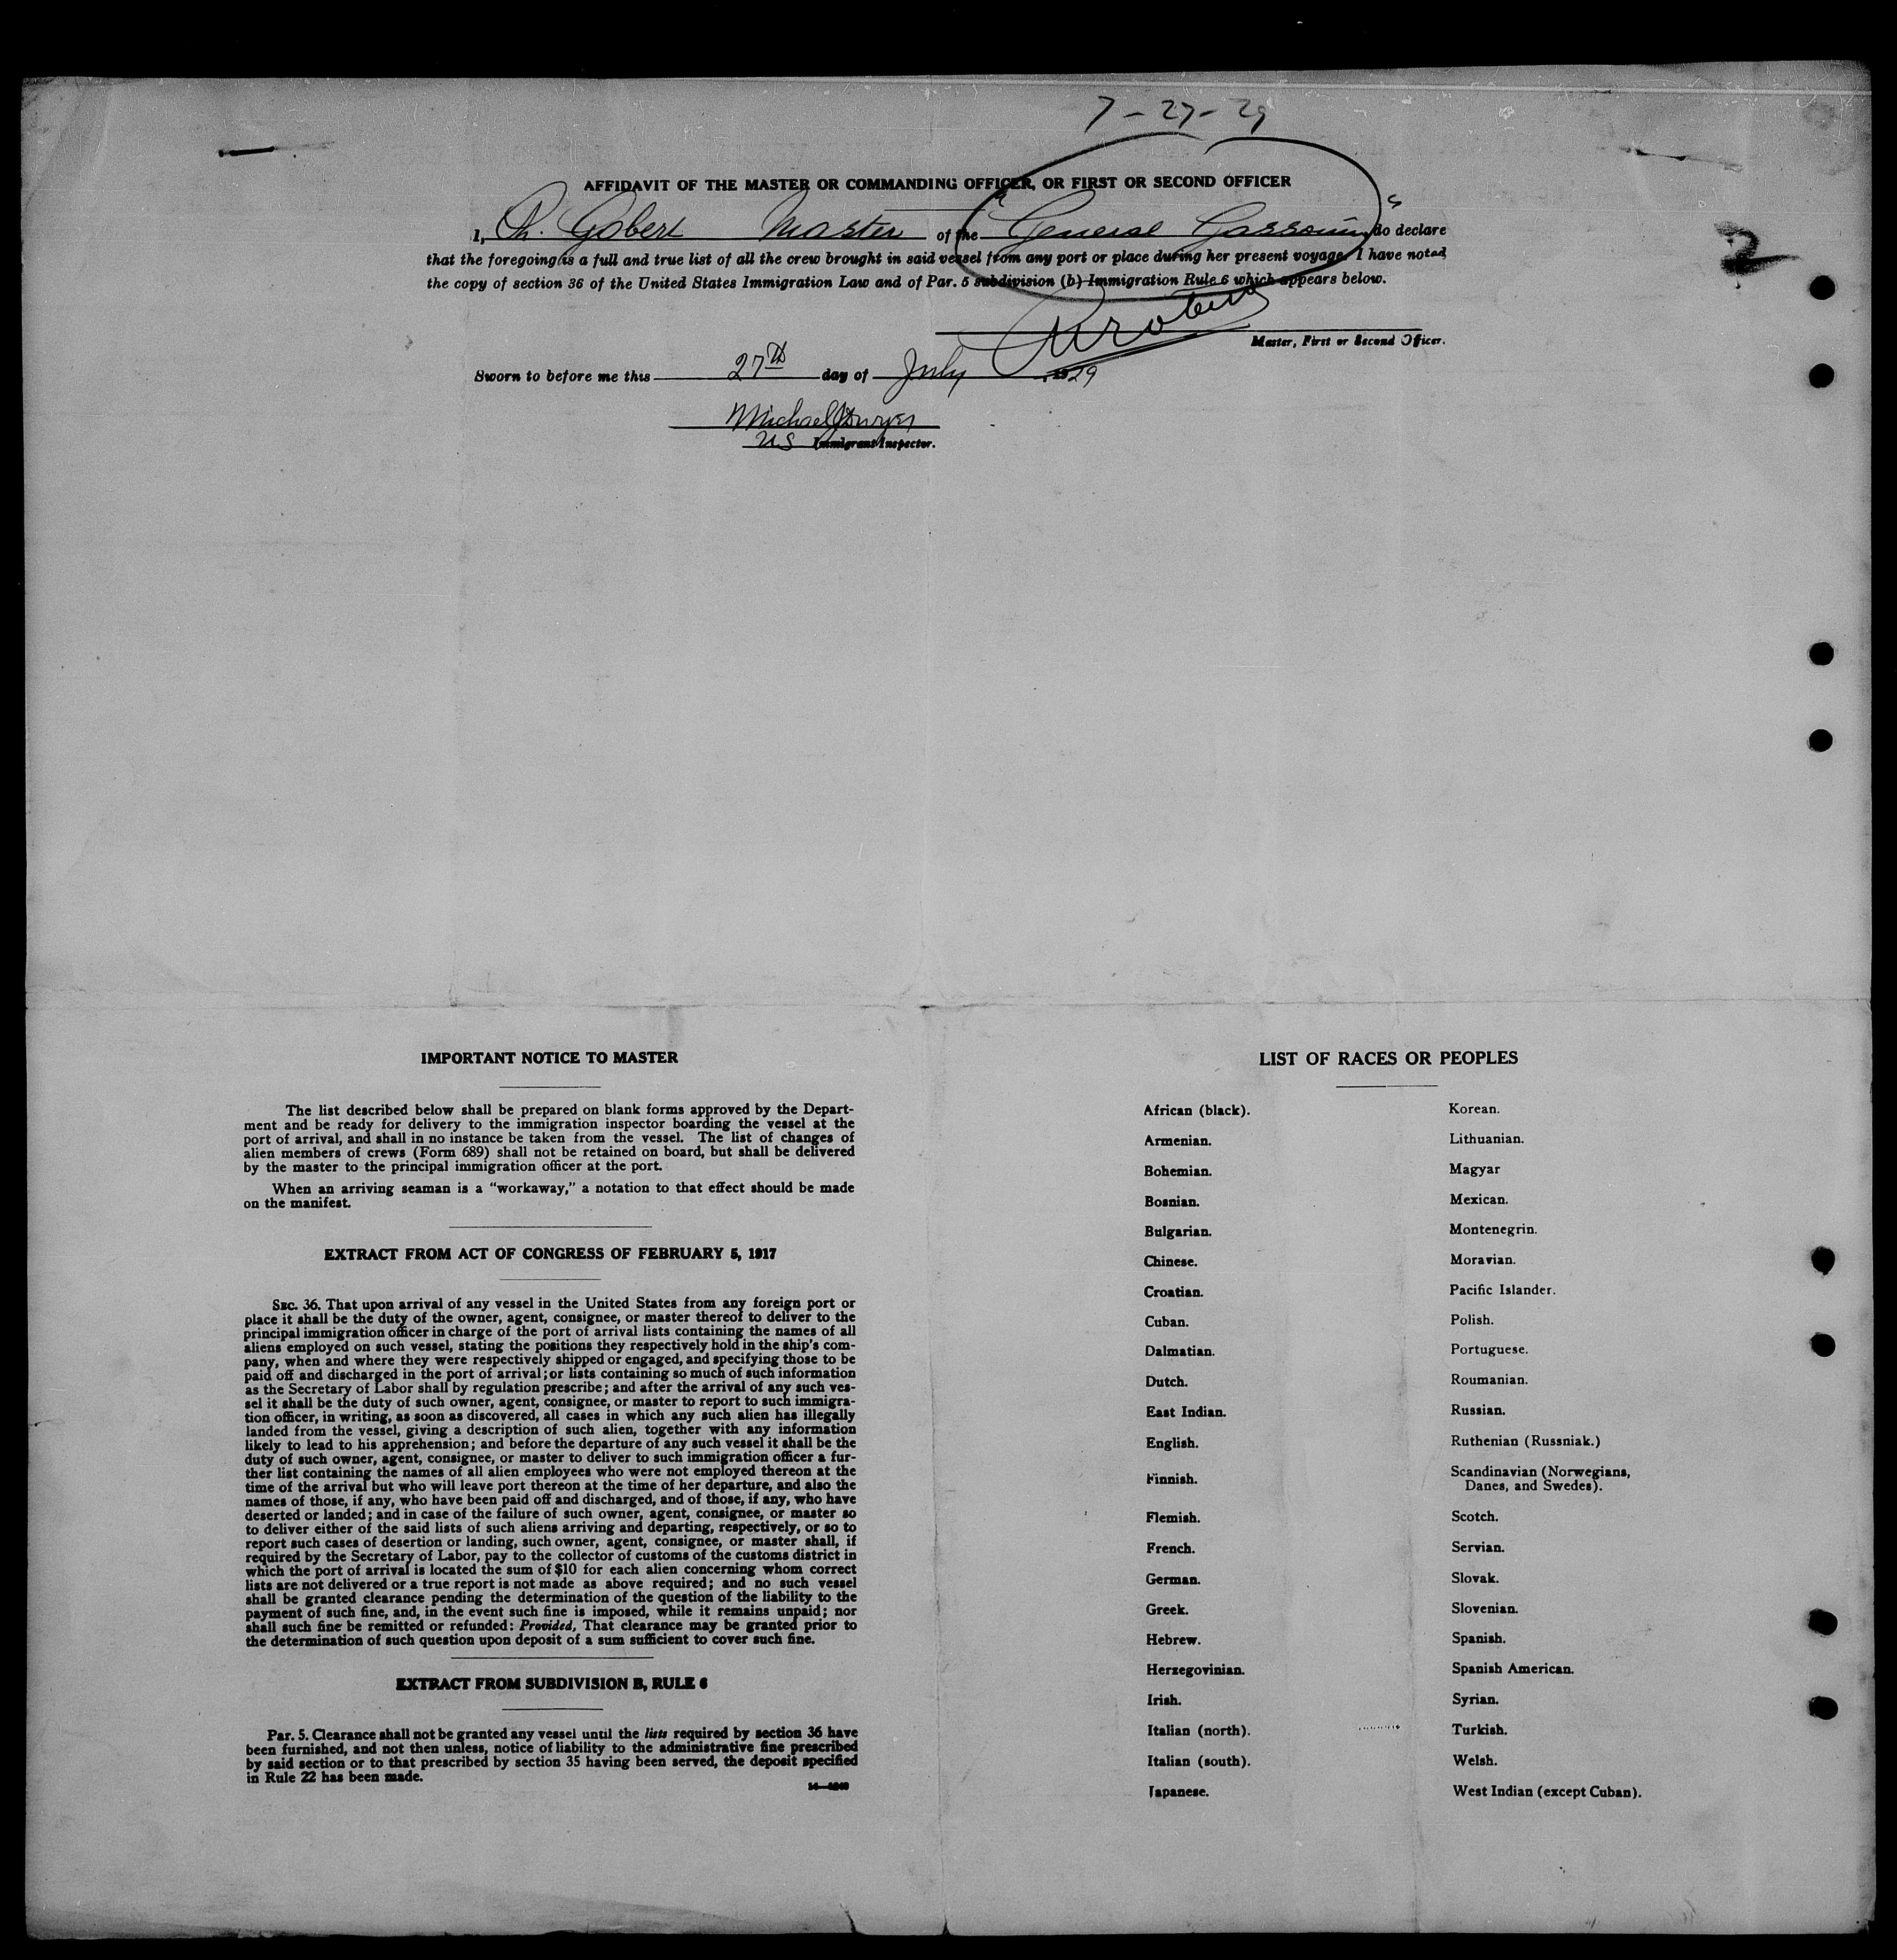 7-27-29
AFFIDAVIT OF THE MASTER OR COMMANDING OFFICER, OR FIRST OR SECOND OFFICER
I, Ch. Gobert Master of the "General Gassouin" do declare
that the foregoing is a full and true list of all the crew brought in said vessel from any port or place during her present voyage. I have noted
the copy of section 36 of the United States Immigration Law and of Par. 5 subdivision (b) Immigration Rule 6 which appears below.
Master, First or Second Officer.
Sworn to before me this 27th day of July, 1929
Michael Dwyer
US Immigrant Inspector.
2
IMPORTANT NOTICE TO MASTER
The list described below shall be prepared on blank forms approved by the Depart-
ment and be ready for delivery to the immigration inspector boarding the vessel at the
port of arrival, and shall in no instance be taken from the vessel. The list of changes of
alien members of crews (Form 689) shall not be retained on board, but shall be delivered
by the master to the principal immigration officer at the port.
When an arriving seaman is a "workaway," a notation to that effect should be made
on the manifest.
EXTRACT FROM ACT OF CONGRESS OF FEBRUARY 5, 1917
SEC. 36. That upon arrival of any vessel in the United States from any foreign port or
place it shall be the duty of the owner, agent, consignee, or master thereof to deliver to the
principal immigration officer in charge of the port of arrival lists containing the names of all
aliens employed on such vessel, stating the positions they respectively hold in the ship's com-
pany, when and where they were respectively shipped or engaged, and specifying those to be
paid off and discharged in the port of arrival; or lists containing so much of such information
as the Secretary of Labor shall by regulation prescribe; and after the arrival of any such ves-
sel it shall be the duty of such owner, agent, consignee, or master to report to such immigra-
tion officer, in writing, as soon as discovered, all cases in which any such alien has illegally
landed from the vessel, giving a description of such alien, together with any information
likely to lead to his apprehension; and before the departure of any such vessel it shall be the
duty of such owner, agent, consignee, or master to deliver to such immigration officer a fur-
ther list containing the names of all alien employees who were not employed thereon at the
time of the arrival but who will leave port thereon at the time of her departure, and also the
names of those, if any, who have been paid off and discharged, and of those, if any, who have
deserted or landed; and in case of the failure of such owner, agent, consignee, or master so
to deliver either of the said lists of such aliens arriving and departing, respectively, or so to
report such cases of desertion or landing, such owner, agent, consignee, or master shall, if
required by the Secretary of Labor, pay to the collector of customs of the customs district in
which the port of arrival is located the sum of $10 for each alien concerning whom correct
lists are not delivered or a true report is not made as above required; and no such vessel
shall be granted clearance pending the determination of the question of the liability to the
payment of such fine, and, in the event such fine is imposed, while it remains unpaid; nor
shall such fine be remitted or refunded: Provided, That clearance may be granted prior to
the determination of such question upon deposit of a sum sufficient to cover such fine.
EXTRACT FROM SUBDIVISION B, RULE 6
Par. 5. Clearance shall not be granted any vessel until the lists required by section 36 have
been furnished, and not then unless, notice of liability to the administrative fine prescribed
by said section or to that prescribed by section 35 having been served, the deposit specified
in Rule 22 has been made.
LIST OF RACES OR PEOPLES
African (black).
Armenian.
Bohemian.
Bosnian.
Bulgarian.
Chinese.
Croatian.
Cuban.
Dalmatian.
Dutch.
East Indian.
English.
Finnish.
Flemish.
French.
German.
Greek.
Hebrew.
Herzegovinian.
Irish.
Italian (north).
Italian (south).
Japanese.
Korean.
Lithuanian.
Magyar
Mexican.
Montenegrin.
Moravian.
Pacific Islander.
Polish.
Portuguese.
Roumanian.
Russian.
Ruthenian (Russniak.)
Scandinavian (Norwegians,
Danes, and Swedes).
Scotch.
Servian.
Slovak.
Slovenian.
Spanish.
Spanish American.
Syrian.
Turkish.
Welsh.
West Indian (except Cuban).